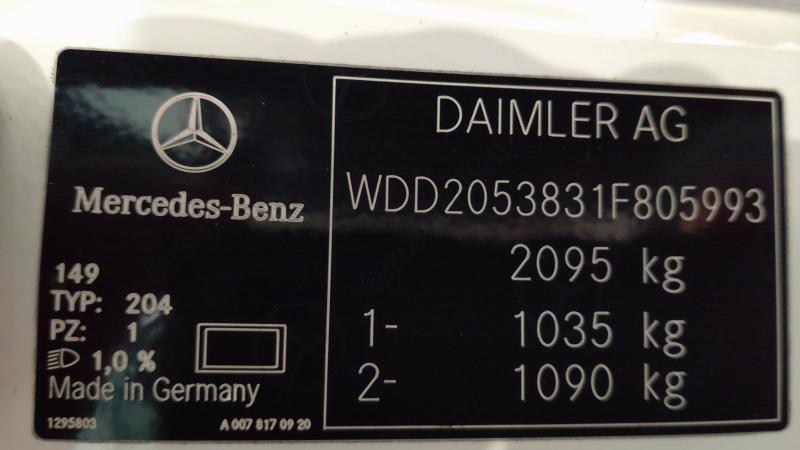 Mercedes-Benz
149
TYP: 204
PZ: 1
1,0 %
Made in Germany
1295803 A 007 817 09 20
DAIMLER AG
WDD2053831F805993
2095 kg
1- 1035 kg
2- 1090 kg